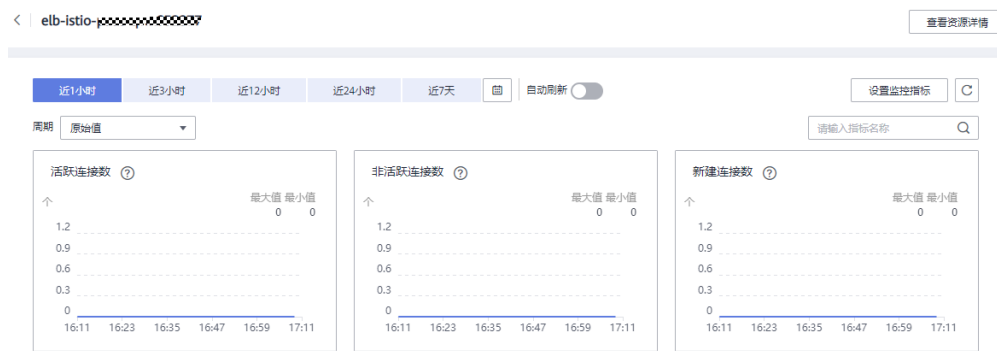 elb-istio-
查看资源详情
近1小时 近3小时 近12小时 近24小时 近7天 自动刷新 设置监控指标
周期 原始值 请输入指标名称
活跃连接数 ?
个 最大值 最小值
0 0
1.2
0.9
0.6
0.3
0
16:11 16:23 16:35 16:47 16:59 17:11
非活跃连接数 ?
个 最大值 最小值
0 0
1.2
0.9
0.6
0.3
0
16:11 16:23 16:35 16:47 16:59 17:11
新建连接数 ?
个 最大值 最小值
0 0
1.2
0.9
0.6
0.3
0
16:11 16:23 16:35 16:47 16:59 17:11